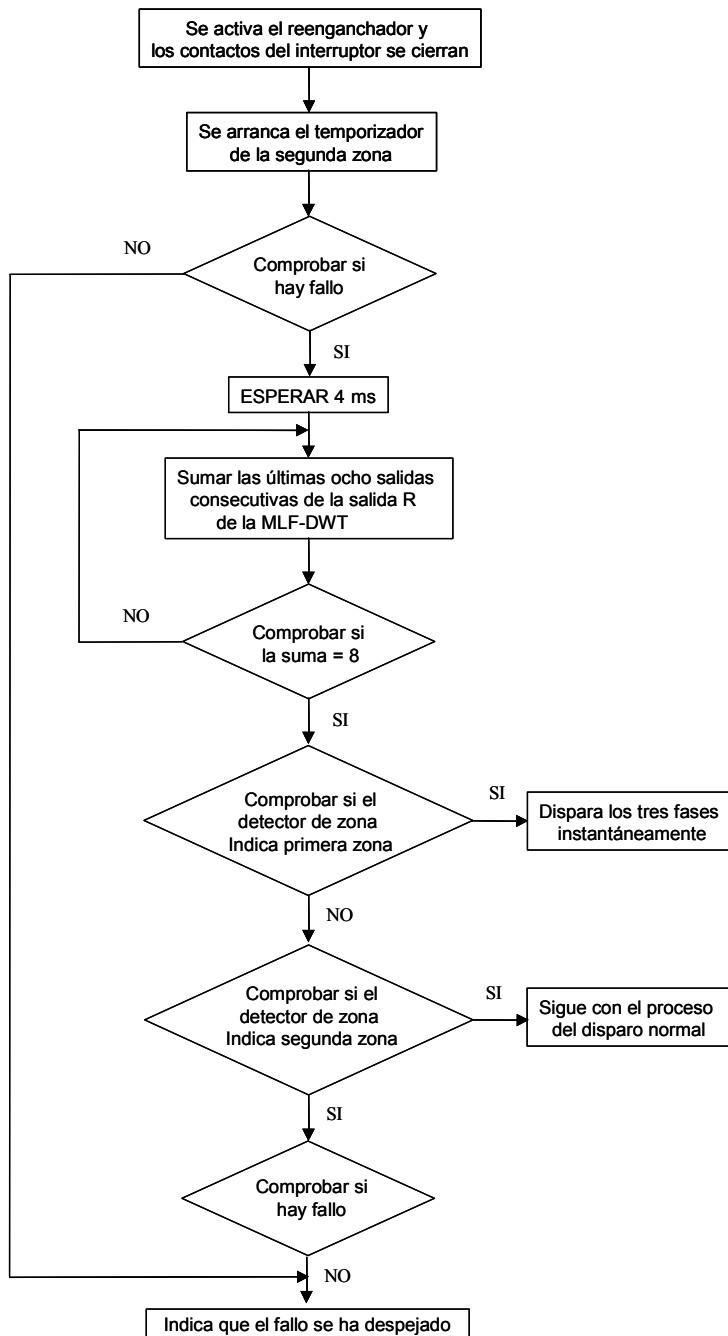 Se activa el reenganchador y
los contactos del interruptor se cierran
Se arranca el temporizador
de la segunda zona
NO
Comprobar si
hay fallo
SI
ESPERAR 4 ms
Sumar las últimas ocho salidas
consecutivas de la salida R
de la MLF-DWT
NO
Comprobar si
la suma = 8
SI
Comprobar si el
detector de zona
Indica primera zona
SI
Dispara los tres fases
instantáneamente
NO
Comprobar si el
detector de zona
Indica segunda zona
SI
Sigue con el proceso
del disparo normal
SI
Comprobar si
hay fallo
NO
Indica que el fallo se ha despejado